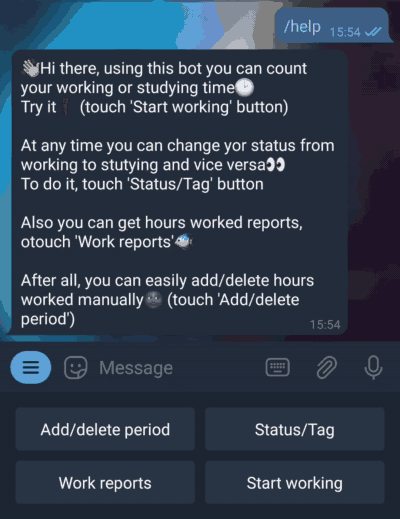 /help
15:54
👋Hi there, using this bot you can count
your working or studying time🕑
Try it❗ (touch 'Start working' button)
At any time you can change yor status from
working to stutying and vice versa👀
To do it, touch 'Status/Tag' button
Also you can get hours worked reports,
otouch 'Work reports'🐟
After all, you can easily add/delete hours
worked manually🌚 (touch 'Add/delete
period')
15:54
Message
Add/delete period
Status/Tag
Work reports
Start working